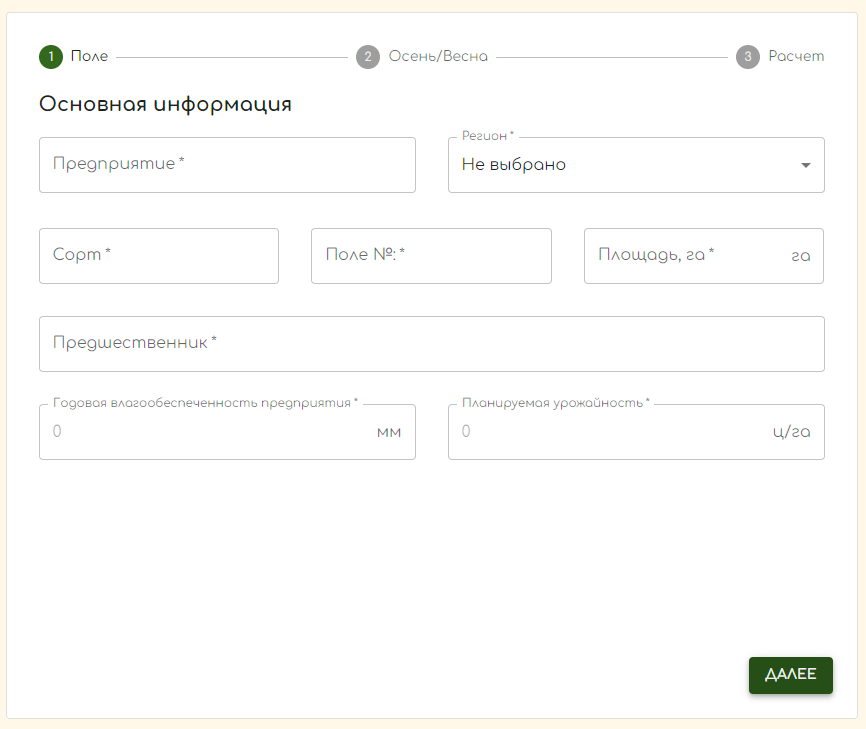 1 Поле 2 Осень/Весна 3 Расчет
Основная информация
Предприятие *
Регион *
Не выбрано
Сорт * Поле №: * Площадь, га * га
Предшественник *
Годовая влагообеспеченность предприятия * Планируемая урожайность *
0 мм 0 ц/га
ДАЛЕЕ